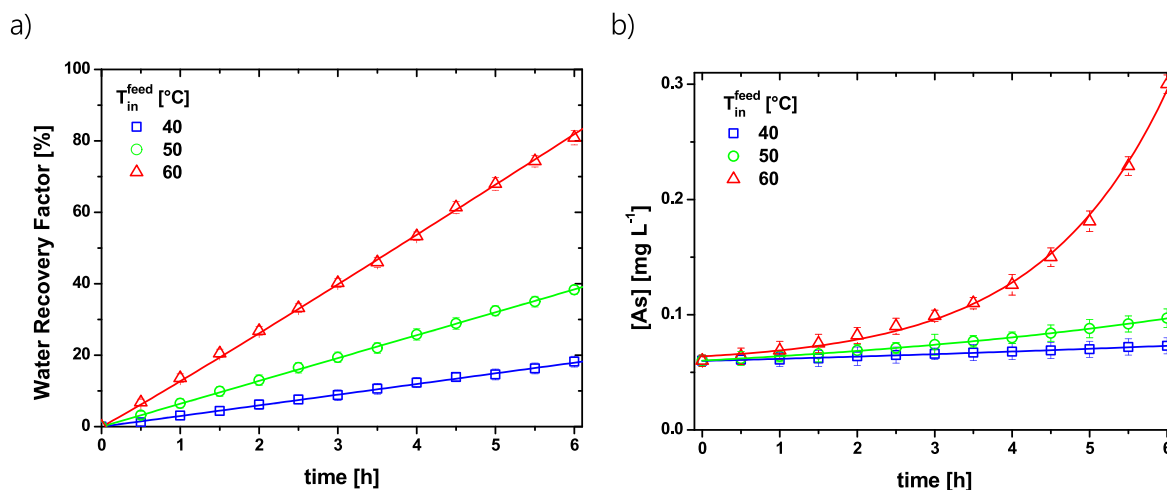 a)
Water Recovery Factor [%]
100
80
60
40
20
0
T_in^feed [°C]
40
50
60
0 1 2 3 4 5 6
time [h]
b)
[As] [mg L⁻¹]
0.3
0.2
0.1
0.0
T_in^feed [°C]
40
50
60
0 1 2 3 4 5 6
time [h]